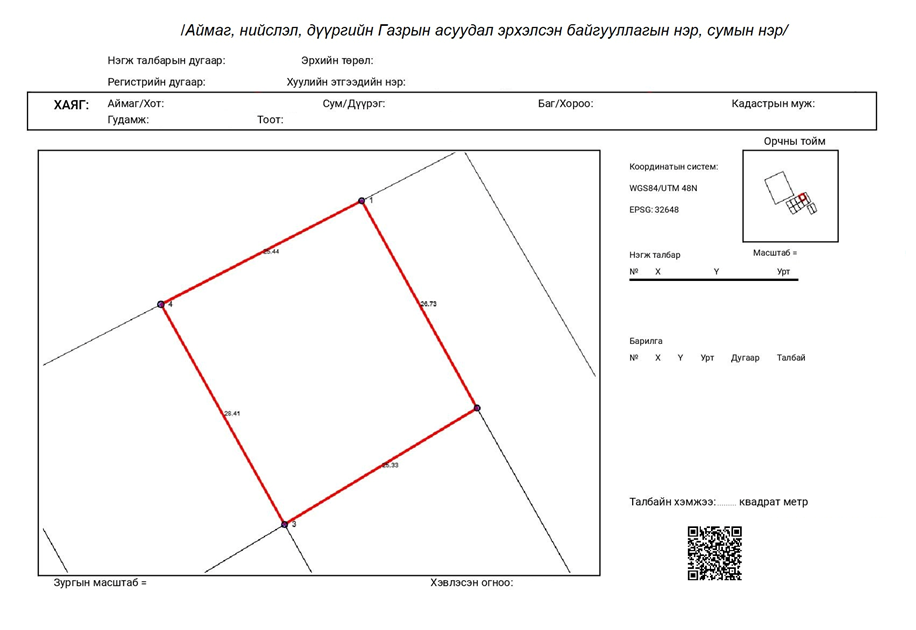 /Аймаг, нийслэл, дүүргийн Газрын асуудал эрхэлсэн байгууллагын нэр, сумын нэр/
Нэгж талбарын дугаар: Эрхийн төрөл:
Регистрийн дугаар: Хуулийн этгээдийн нэр:
ХАЯГ: Аймаг/Хот: Сум/Дүүрэг: Баг/Хороо: Кадастрын муж:
Гудамж: Тоот:
Орчны тойм
Координатын систем:
WGS84/UTM 48N
EPSG: 32648
Масштаб =
Нэгж талбар
№ X Y Урт
1
25.44
4
26.73
28.41
25.33
3
Барилга
№ X Y Урт Дугаар Талбай
Талбайн хэмжээ:......... квадрат метр
Зургын масштаб = Хэвлэсэн огноо: